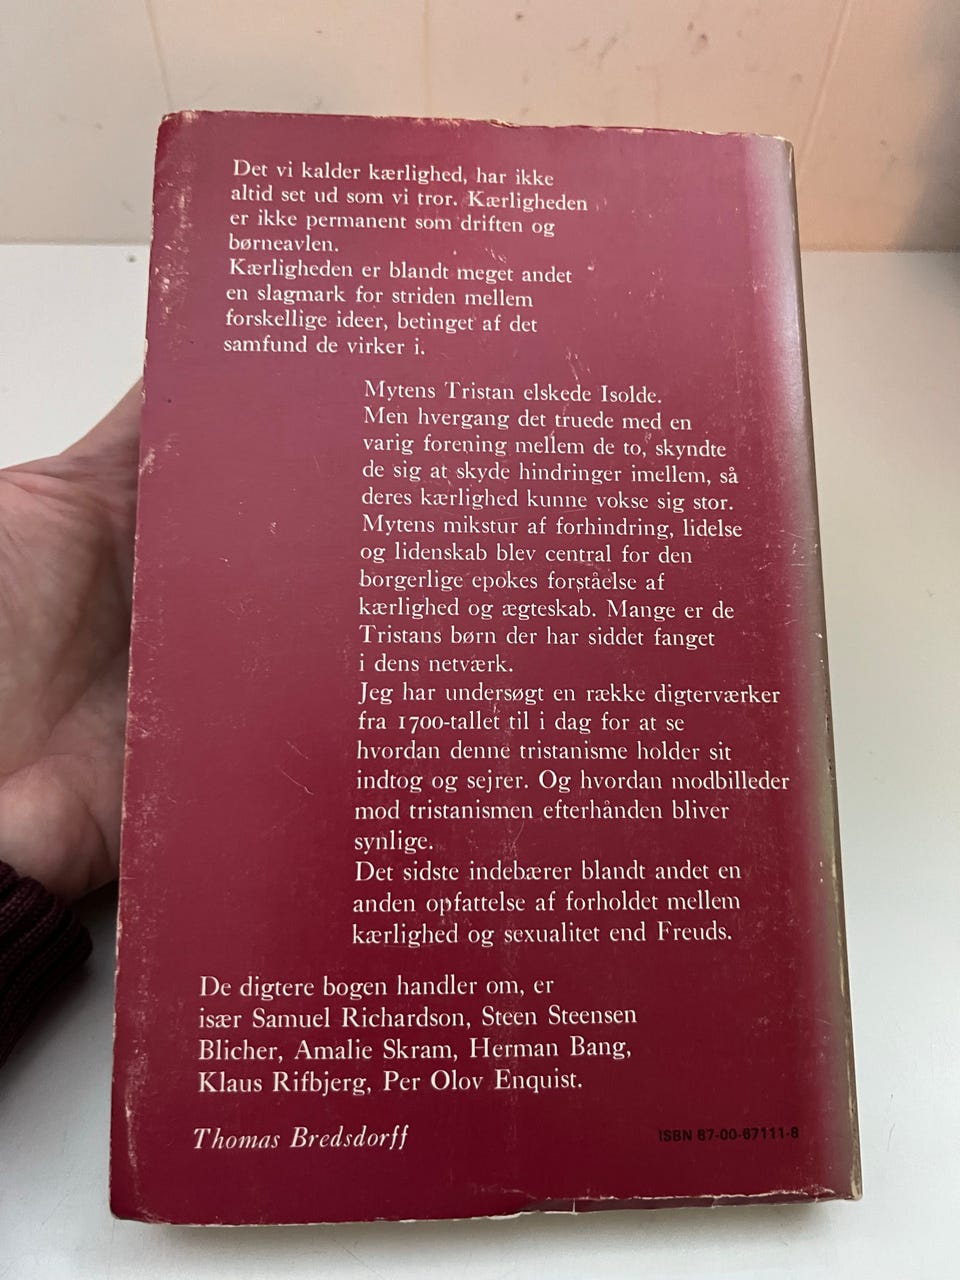 Det vi kalder kærlighed, har ikke
altid set ud som vi tror. Kærligheden
er ikke permanent som driften og
børneavlen.
Kærligheden er blandt meget andet
en slagmark for striden mellem
forskellige ideer, betinget af det
samfund de virker i.
Mytens Tristan elskede Isolde.
Men hvergang det truede med en
varig forening mellem de to, skyndte
de sig at skyde hindringer imellem, så
deres kærlighed kunne vokse sig stor.
Mytens mikstur af forhindring, lidelse
og lidenskab blev central for den
borgerlige epokes forståelse af
kærlighed og ægteskab. Mange er de
Tristans børn der har siddet fanget
i dens netværk.
Jeg har undersøgt en række digterværker
fra 1700-tallet til i dag for at se
hvordan denne tristanisme holder sit
indtog og sejrer. Og hvordan modbilleder
mod tristanismen efterhånden bliver
synlige.
Det sidste indebærer blandt andet en
anden opfattelse af forholdet mellem
kærlighed og sexualitet end Freuds.
De digtere bogen handler om, er
især Samuel Richardson, Steen Steensen
Blicher, Amalie Skram, Herman Bang,
Klaus Rifbjerg, Per Olov Enquist.
Thomas Bredsdorff
ISBN 87-00-67111-8